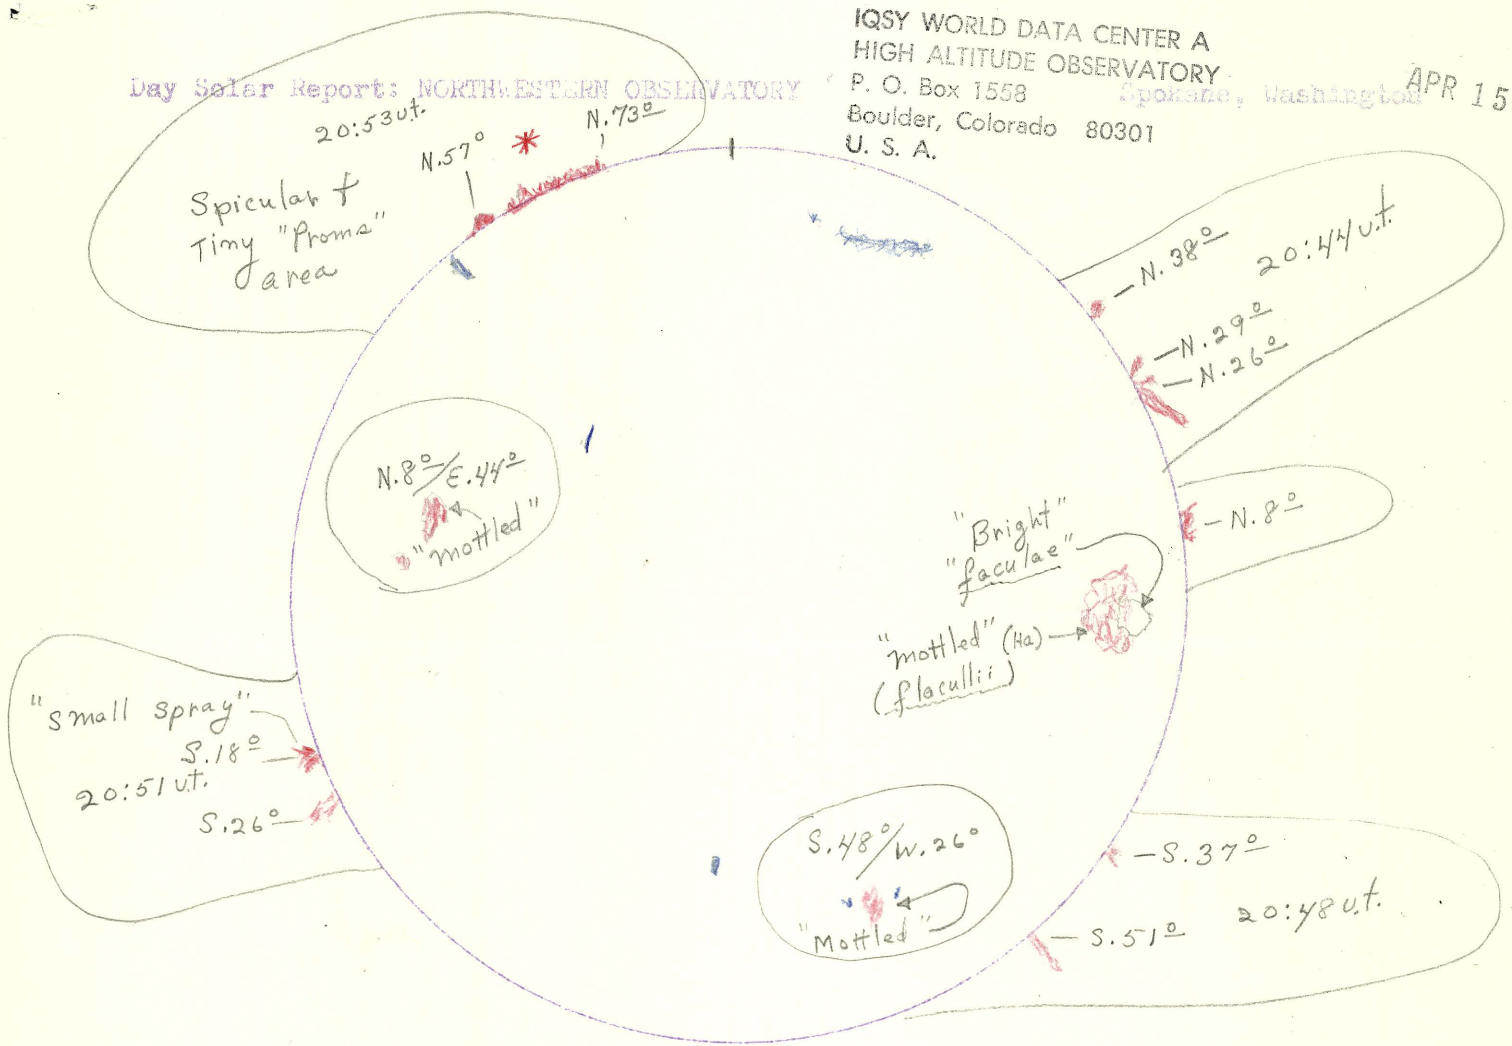 IQSY WORLD DATA CENTER A
HIGH ALTITUDE OBSERVATORY
P. O. Box 1558
Boulder, Colorado 80301
U. S. A.
APR 15
Day Solar Report: NORTHWESTERN OBSERVATORY
Spokane, Washington
20:53 u.t.
N.57°
N.73°
Spicular +
Tiny "Proms"
area
N.38°
20:44 u.t.
N.29°
N.26°
N.8°/E.44°
"mottled"
N.8°
"Bright"
"faculae"
"mottled" (Ha)
(flacullii)
"Small spray"
S.18°
20:51 u.t.
S.26°
S.48°/W.26°
"Mottled"
S.37°
20:48 u.t.
S.51°